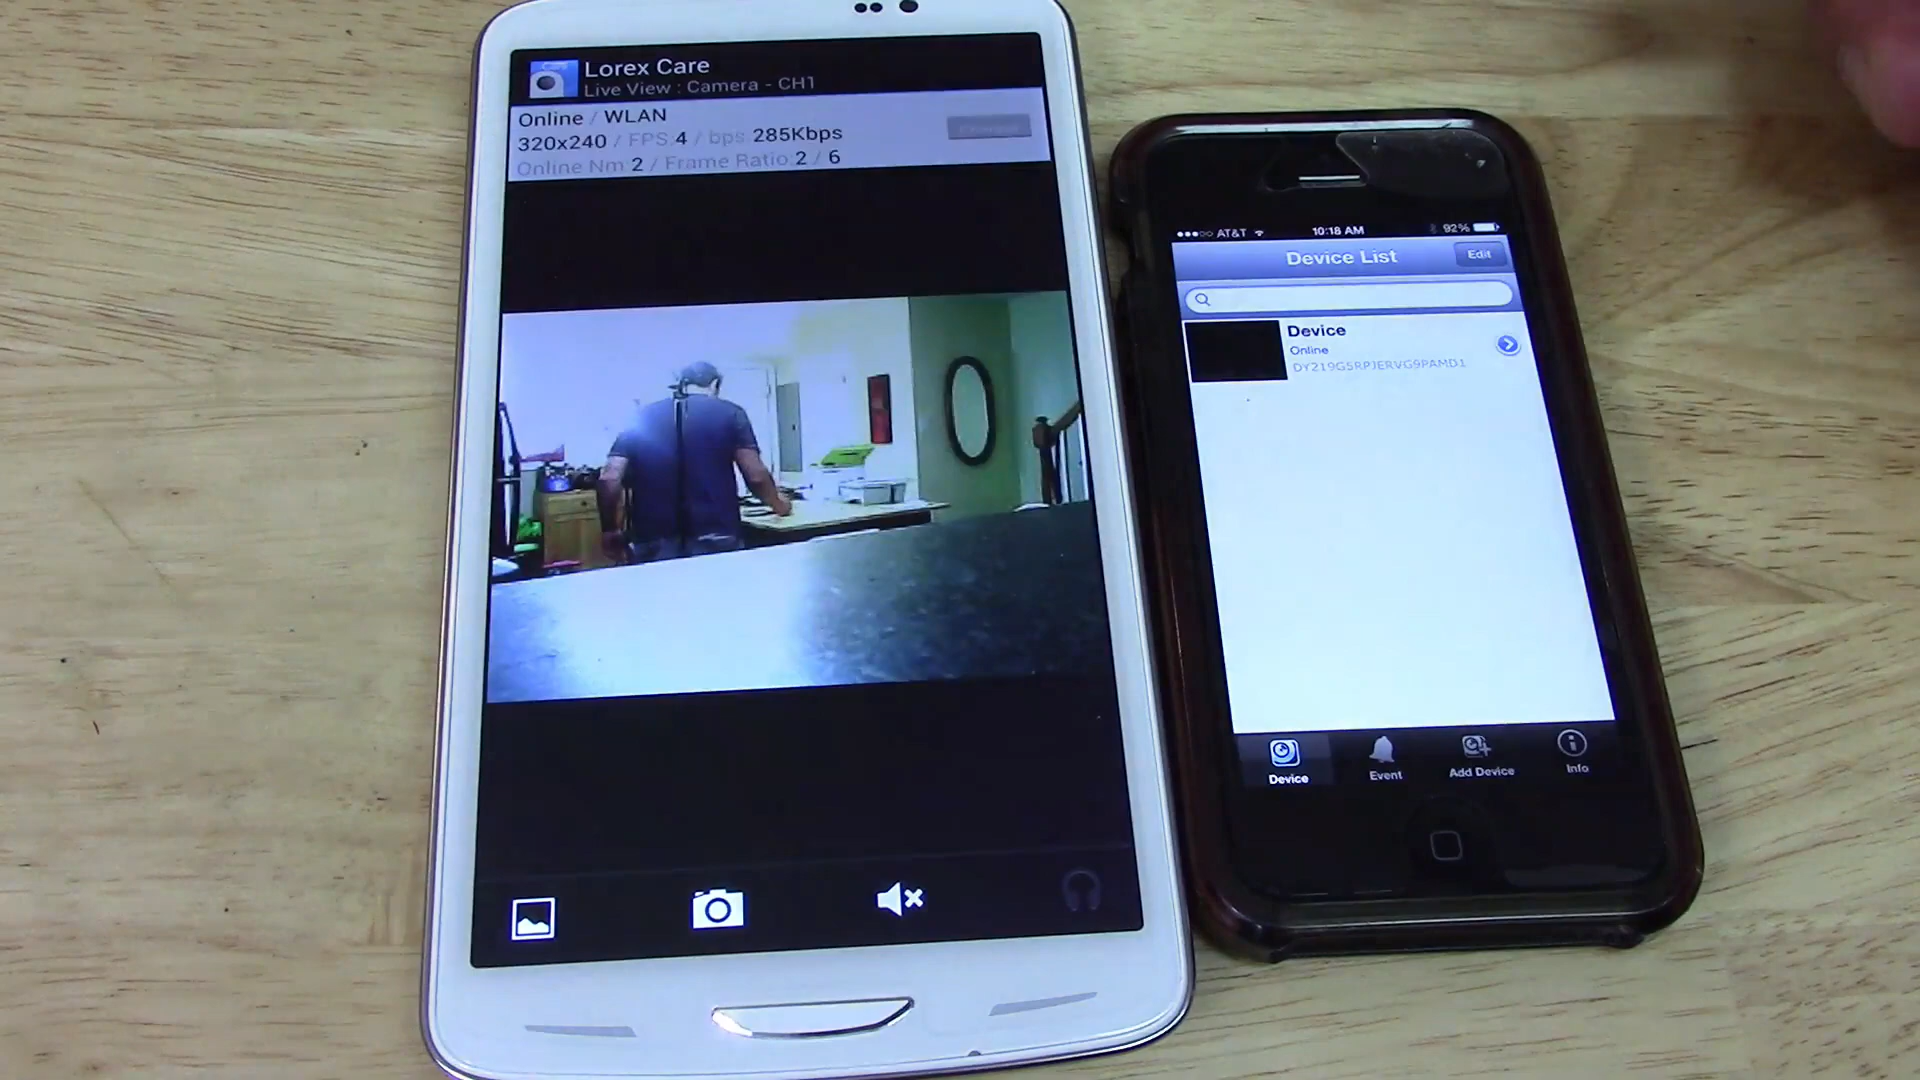 Lorex Care
Live View : Camera - CH1
Online / WLAN
320x240 / FPS 4 / bps 285Kbps
Online Nm 2 / Frame Ratio 2 / 6
AT&T 10:18 AM 92%
Device List
Edit
Device
Online
DY219G5RPJERVG9PAMD1
Device
Event
Add Device
Info